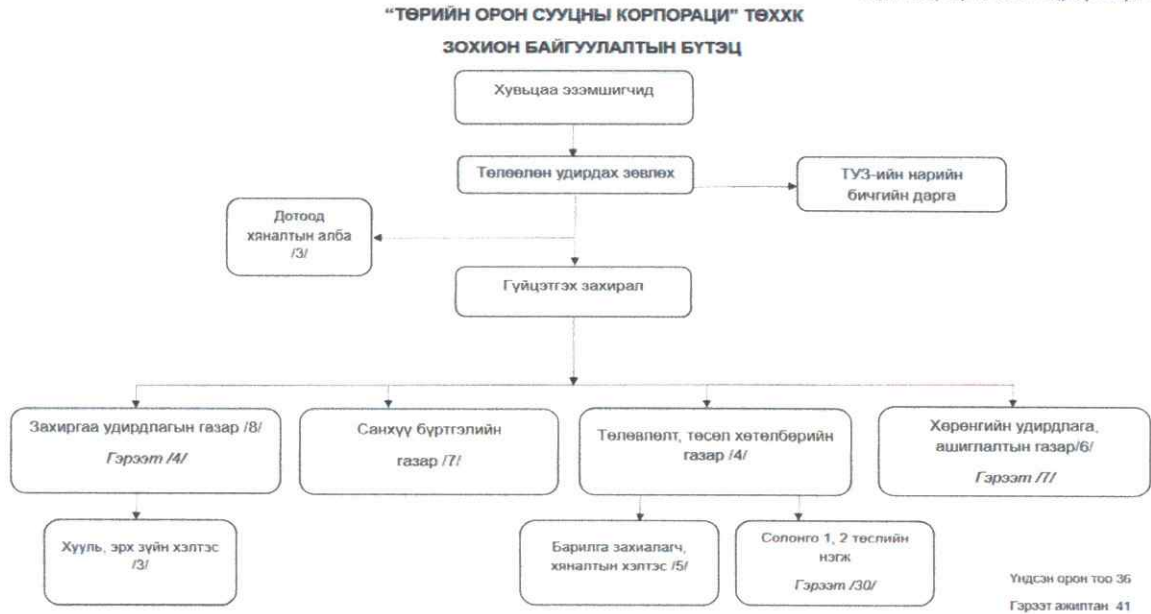 “ТӨРИЙН ОРОН СУУЦНЫ КОРПОРАЦИ” ТӨХХК
ЗОХИОН БАЙГУУЛАЛТЫН БҮТЭЦ
Хувьцаа эзэмшигчид
Төлөөлөн удирдах зөвлөх
ТУЗ-ийн нарийн
бичгийн дарга
Дотоод
хяналтын алба
/3/
Гүйцэтгэх захирал
Захиргаа удирдлагын газар /8/
Гэрээт /4/
Санхүү бүртгэлийн
газар /7/
Төлөвлөлт, төсөл хөтөлбөрийн
газар /4/
Хөрөнгийн удирдлага,
ашиглалтын газар/6/
Гэрээт /7/
Хууль, эрх зүйн хэлтэс
/3/
Барилга захиалагч,
хяналтын хэлтэс /5/
Солонго 1, 2 төслийн
нэгж
Гэрээт /30/
Үндсэн орон тоо 36
Гэрээт ажилтан 41